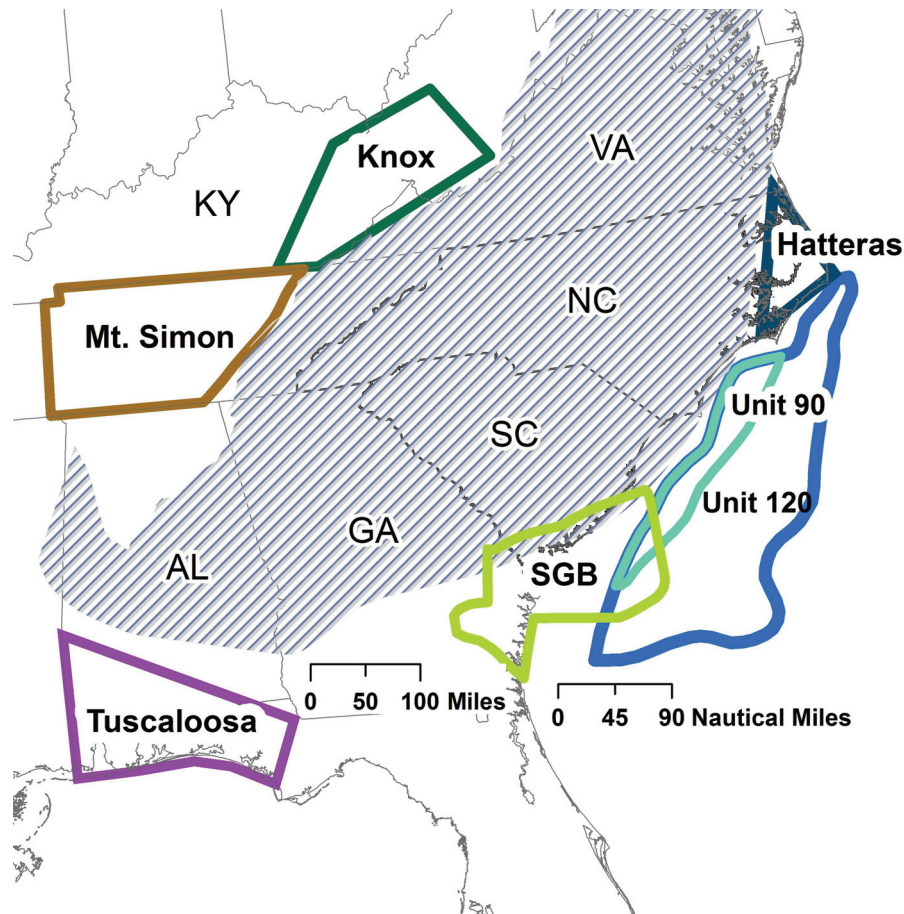 VA
Knox
KY
Hatteras
NC
Mt. Simon
Unit 90
SC
Unit 120
GA
SGB
AL
0 50 100 Miles
0 45 90 Nautical Miles
Tuscaloosa